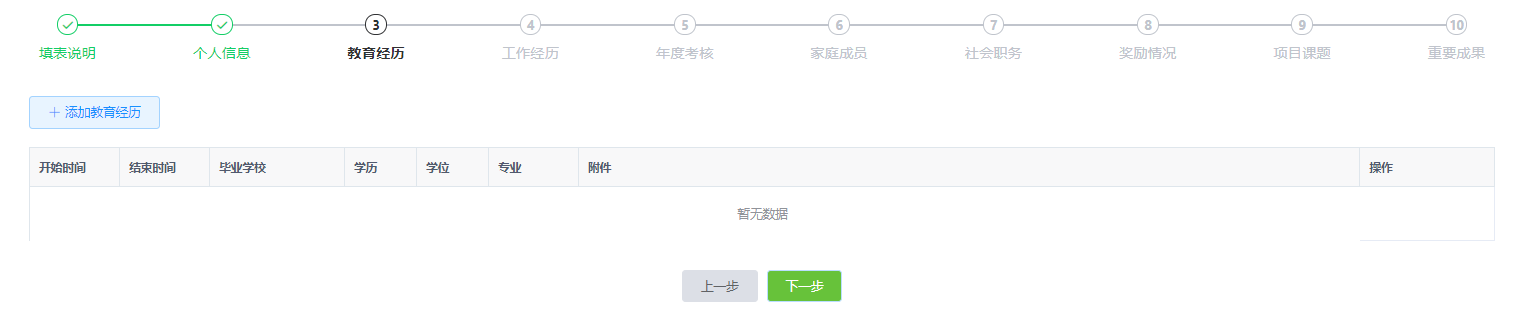 3 4 5 6 7 8 9 10
填表说明 个人信息 教育经历 工作经历 年度考核 家庭成员 社会职务 奖励情况 项目课题 重要成果
+ 添加教育经历
开始时间 结束时间 毕业学校 学历 学位 专业 附件 操作
暂无数据
上一步 下一步